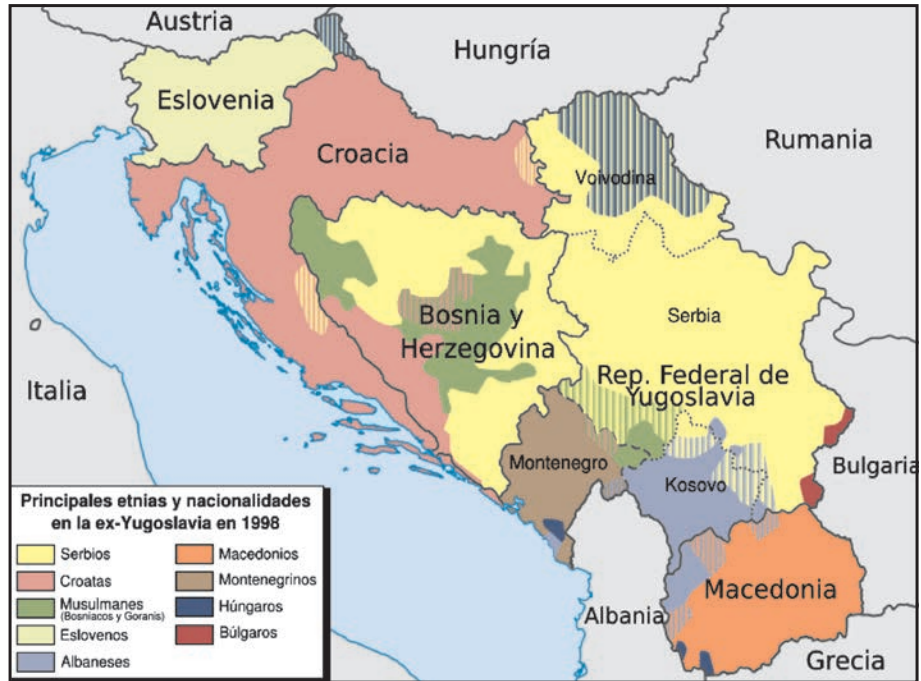 Austria
Hungría
Eslovenia
Rumania
Croacia
Voivodina
Serbia
Bosnia y
Herzegovina
Rep. Federal de
Yugoslavia
Italia
Montenegro
Kosovo
Bulgaria
Macedonia
Albania
Grecia
Principales etnias y nacionalidades
en la ex-Yugoslavia en 1998
Serbios
Croatas
Musulmanes
(Bosniacos y Goranis)
Eslovenos
Albaneses
Macedonios
Montenegrinos
Húngaros
Búlgaros